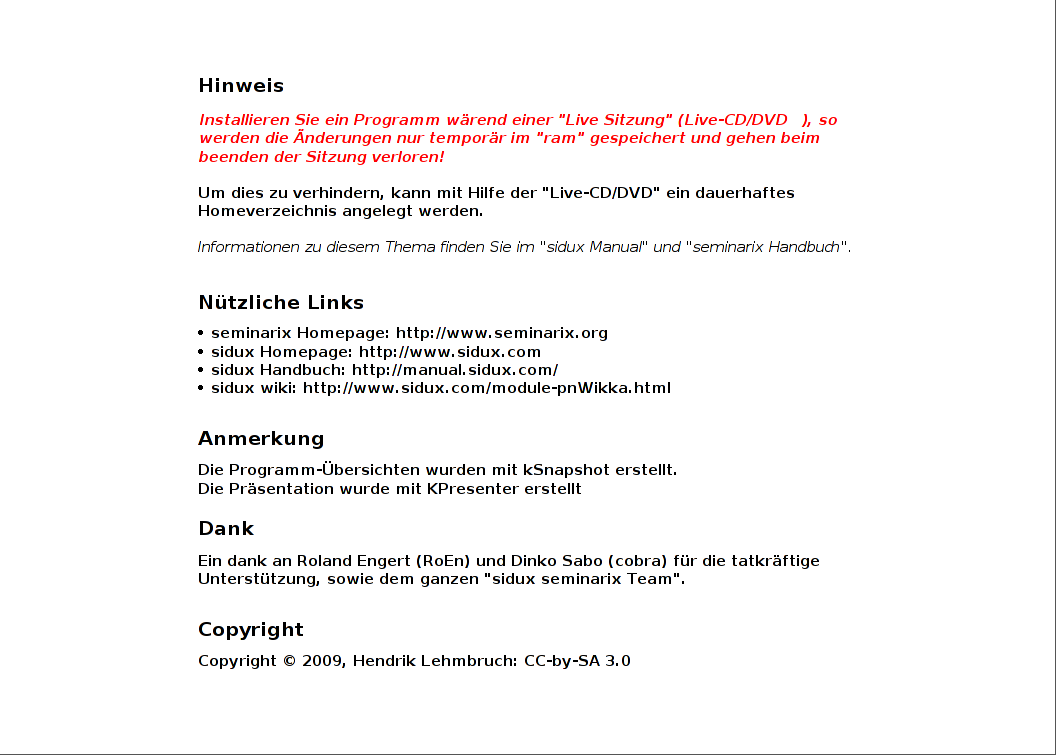 Hinweis
Installieren Sie ein Programm wärend einer "Live Sitzung" (Live-CD/DVD ), so
werden die Änderungen nur temporär im "ram" gespeichert und gehen beim
beenden der Sitzung verloren!
Um dies zu verhindern, kann mit Hilfe der "Live-CD/DVD" ein dauerhaftes
Homeverzeichnis angelegt werden.
Informationen zu diesem Thema finden Sie im "sidux Manual" und "seminarix Handbuch".
Nützliche Links
• seminarix Homepage: http://www.seminarix.org
• sidux Homepage: http://www.sidux.com
• sidux Handbuch: http://manual.sidux.com/
• sidux wiki: http://www.sidux.com/module-pnWikka.html
Anmerkung
Die Programm-Übersichten wurden mit kSnapshot erstellt.
Die Präsentation wurde mit KPresenter erstellt
Dank
Ein dank an Roland Engert (RoEn) und Dinko Sabo (cobra) für die tatkräftige
Unterstützung, sowie dem ganzen "sidux seminarix Team".
Copyright
Copyright © 2009, Hendrik Lehmbruch: CC-by-SA 3.0